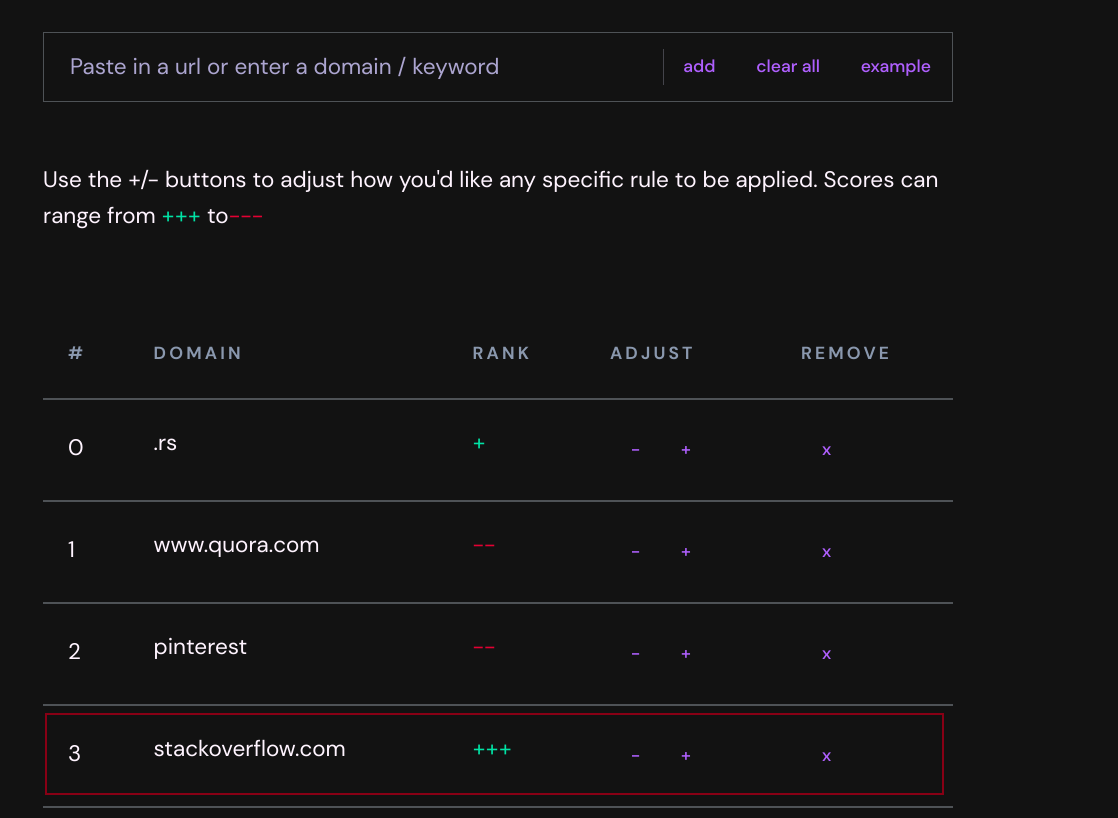 Paste in a url or enter a domain / keyword add clear all example
Use the +/- buttons to adjust how you'd like any specific rule to be applied. Scores can
range from +++ to---
# DOMAIN RANK ADJUST REMOVE
0 .rs + - + x
1 www.quora.com -- - + x
2 pinterest -- - + x
3 stackoverflow.com +++ - + x